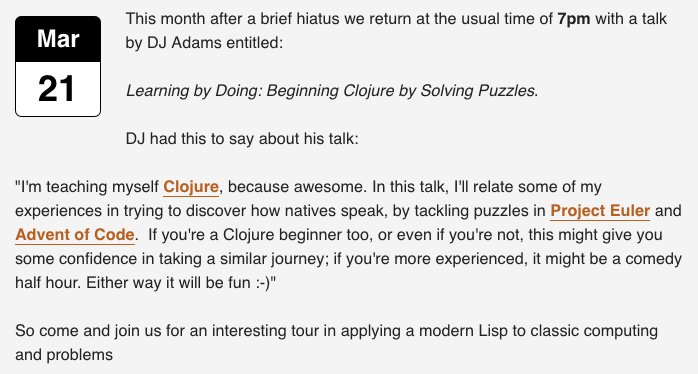 Mar
21
This month after a brief hiatus we return at the usual time of 7pm with a talk
by DJ Adams entitled:
Learning by Doing: Beginning Clojure by Solving Puzzles.
DJ had this to say about his talk:
"I'm teaching myself Clojure, because awesome. In this talk, I'll relate some of my
experiences in trying to discover how natives speak, by tackling puzzles in Project Euler and
Advent of Code.  If you're a Clojure beginner too, or even if you're not, this might give you
some confidence in taking a similar journey; if you're more experienced, it might be a comedy
half hour. Either way it will be fun :-)"
So come and join us for an interesting tour in applying a modern Lisp to classic computing
and problems